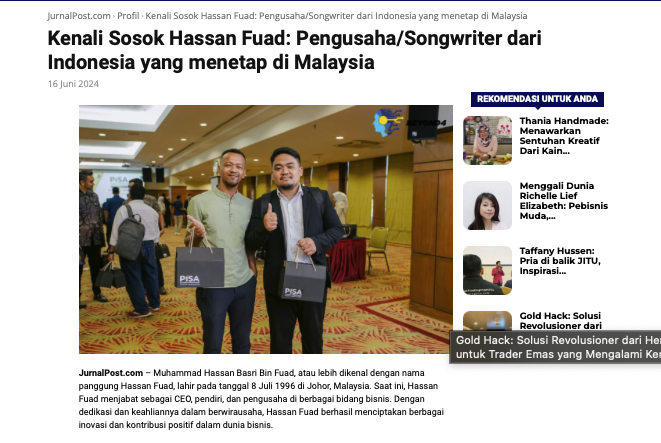 JurnalPost.com · Profil · Kenali Sosok Hassan Fuad: Pengusaha/Songwriter dari Indonesia yang menetap di Malaysia
Kenali Sosok Hassan Fuad: Pengusaha/Songwriter dari
Indonesia yang menetap di Malaysia
16 Juni 2024
BEYOND4
PISA
PISA
JurnalPost.com – Muhammad Hassan Basri Bin Fuad, atau lebih dikenal dengan nama
panggung Hassan Fuad, lahir pada tanggal 8 Juli 1996 di Johor, Malaysia. Saat ini, Hassan
Fuad menjabat sebagai CEO, pendiri, dan pengusaha di berbagai bidang bisnis. Dengan
dedikasi dan keahliannya dalam berwirausaha, Hassan Fuad berhasil menciptakan berbagai
inovasi dan kontribusi positif dalam dunia bisnis.
REKOMENDASI UNTUK ANDA
Thania Handmade:
Menawarkan
Sentuhan Kreatif
Dari Kain...
Menggali Dunia
Richelle Lief
Elizabeth: Pebisnis
Muda,...
Taffany Hussen:
Pria di balik JITU,
Inspirasi...
Gold Hack: Solusi
Revolusioner dari
Gold Hack: Solusi Revolusioner dari Her
untuk Trader Emas yang Mengalami Ker